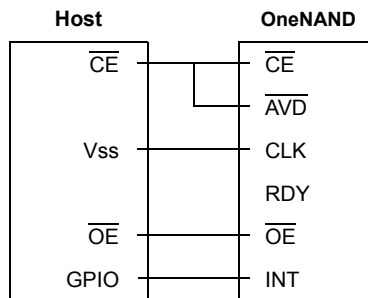 Host OneNAND
CE CE
AVD
Vss CLK
RDY
OE OE
GPIO INT